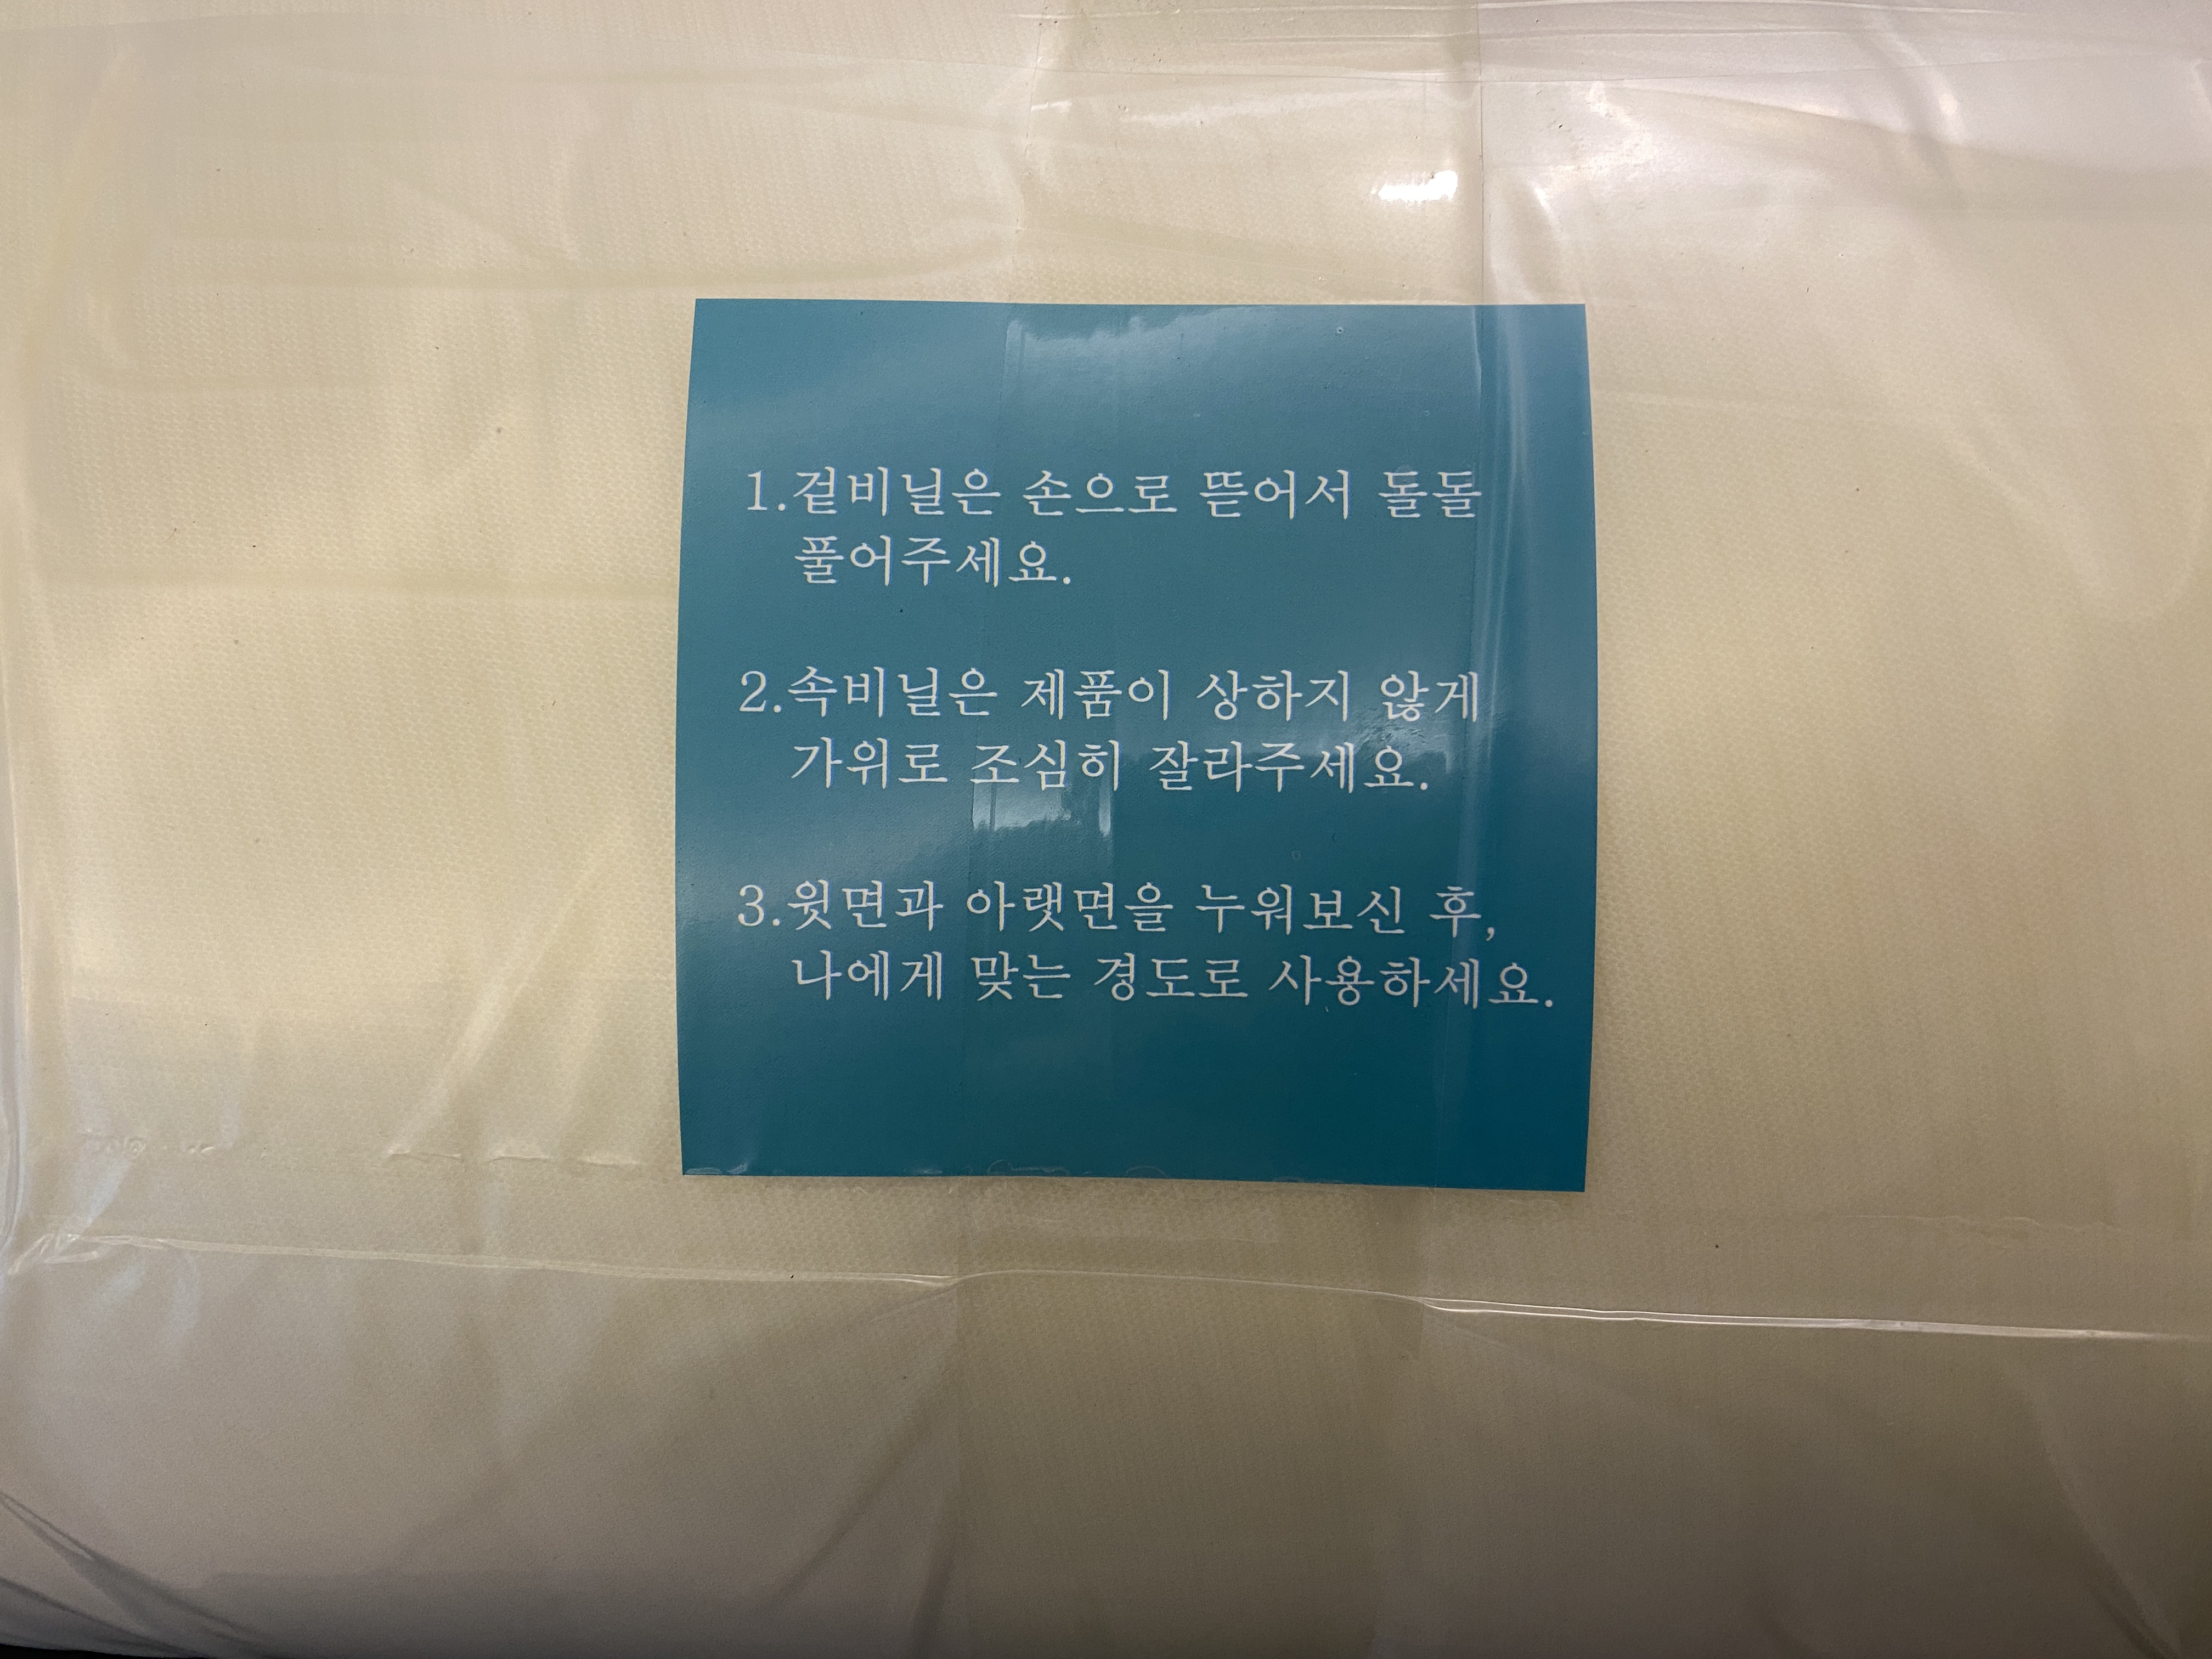 1.겉비닐은 손으로 뜯어서 돌돌
풀어주세요.
2.속비닐은 제품이 상하지 않게
가위로 조심히 잘라주세요.
3.윗면과 아랫면을 누워보신 후,
나에게 맞는 경도로 사용하세요.